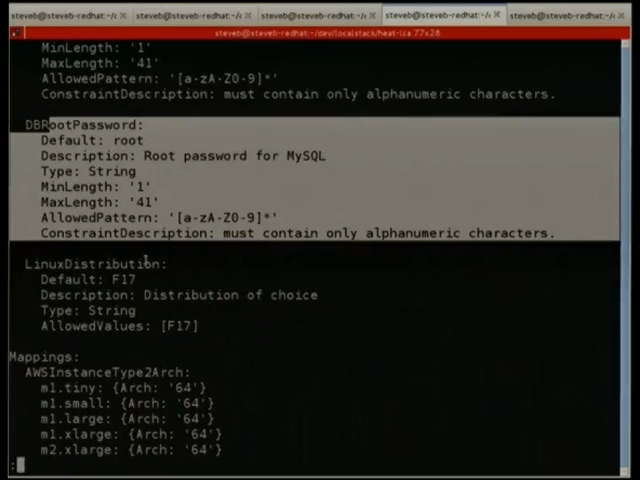 steveb@steveb-redhat:~/c steveb@steveb-redhat:~/c steveb@steveb-redhat:~/c steveb@steveb-redhat:~/c steveb@steveb-redhat:~/c
steveb@steveb-redhat:~/dev/localstack/heat-jca 77x28
MinLength: '1'
MaxLength: '41'
AllowedPattern: '[a-zA-Z0-9]*'
ConstraintDescription: must contain only alphanumeric characters.
DBRootPassword:
Default: root
Description: Root password for MySQL
Type: String
MinLength: '1'
MaxLength: '41'
AllowedPattern: '[a-zA-Z0-9]*'
ConstraintDescription: must contain only alphanumeric characters.
LinuxDistribution:
Default: F17
Description: Distribution of choice
Type: String
AllowedValues: [F17]
Mappings:
AWSInstanceType2Arch:
m1.tiny: {Arch: '64'}
m1.small: {Arch: '64'}
m1.large: {Arch: '64'}
m1.xlarge: {Arch: '64'}
m2.xlarge: {Arch: '64'}
: